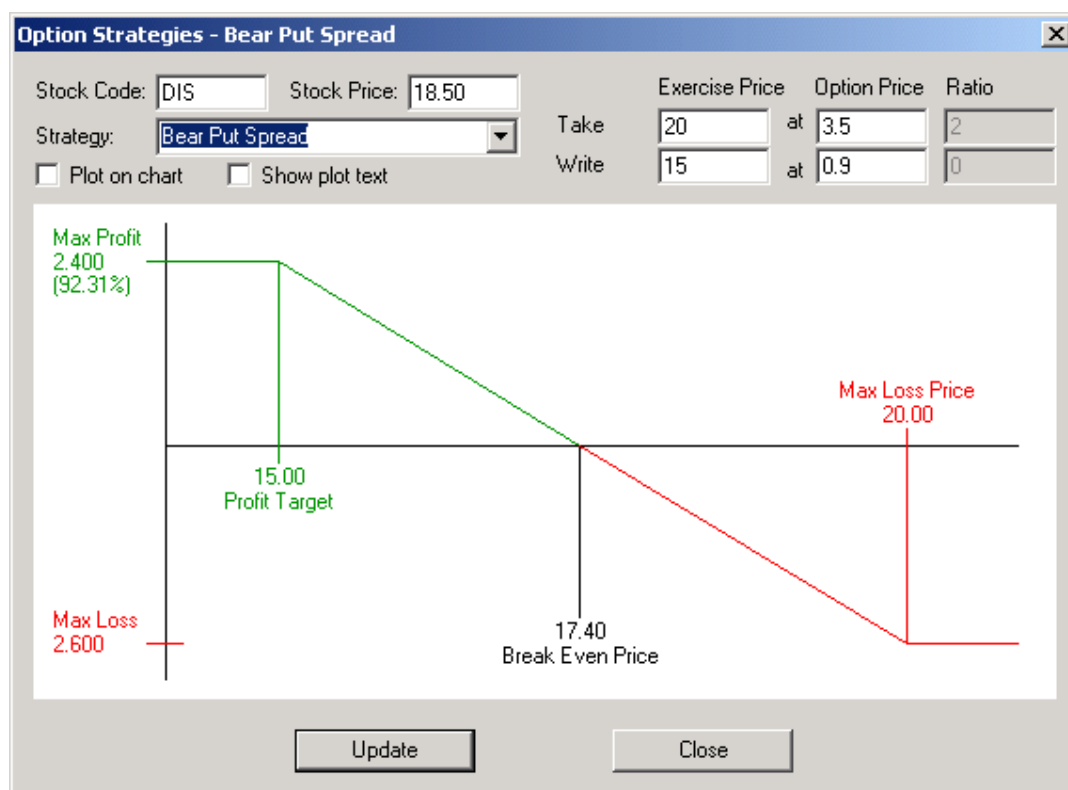 Option Strategies - Bear Put Spread
Stock Code: DIS Stock Price: 18.50
Exercise Price Option Price Ratio
Take 20 at 3.5 2
Strategy: Bear Put Spread
Write 15 at 0.9 0
Plot on chart Show plot text
Max Profit
2.400
(92.31%)
Max Loss Price
20.00
15.00
Profit Target
Max Loss
2.600
17.40
Break Even Price
Update Close